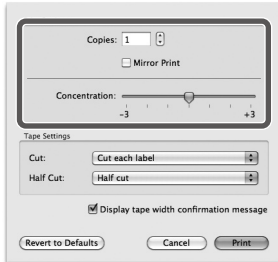 Copies: 1
Mirror Print
Concentration:
-3 +3
Tape Settings
Cut: Cut each label
Half Cut: Half cut
Display tape width confirmation message
Revert to Defaults Cancel Print